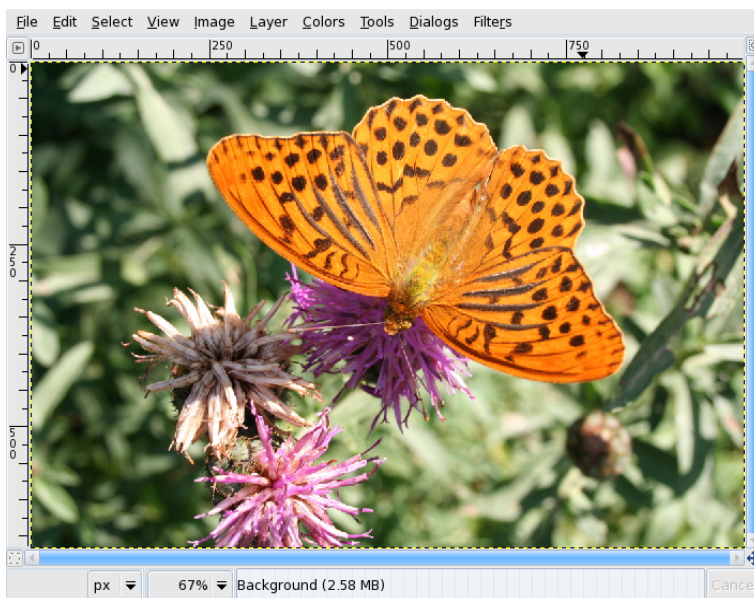 File Edit Select View Image Layer Colors Tools Dialogs Filters
0 250 500 750
0
250
500
px 67% Background (2.58 MB) Cance